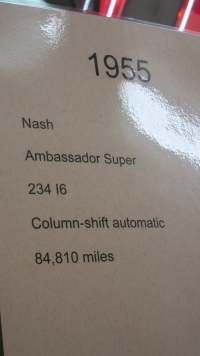 1955
Nash
Ambassador Super
234 I6
Column-shift automatic
84,810 miles